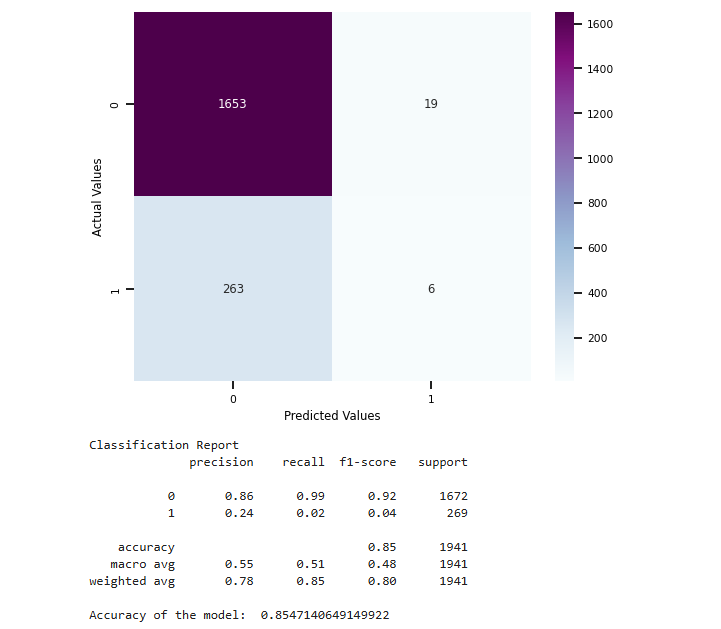 1600
1653
19
1400
0
1200
1000
Actual Values
800
600
263
6
1
400
200
0
1
Predicted Values
Classification Report
precision recall f1-score support
0 0.86 0.99 0.92 1672
1 0.24 0.02 0.04 269
accuracy 0.85 1941
macro avg 0.55 0.51 0.48 1941
weighted avg 0.78 0.85 0.80 1941
Accuracy of the model: 0.8547140649149922